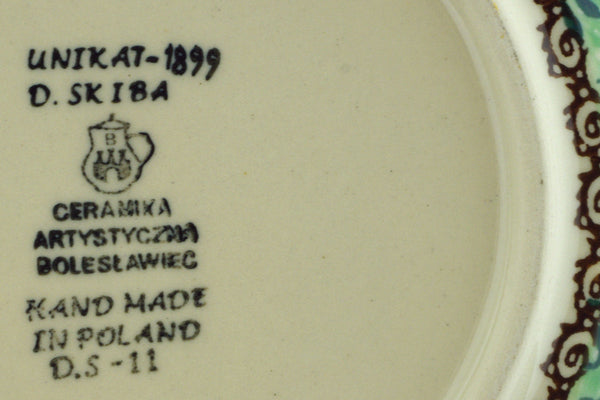 UNIKAT-1899
D. SKIBA
B
CERAMIKA
ARTYSTYCZNA
BOLESŁAWIEC
HAND MADE
IN POLAND
D.S -11